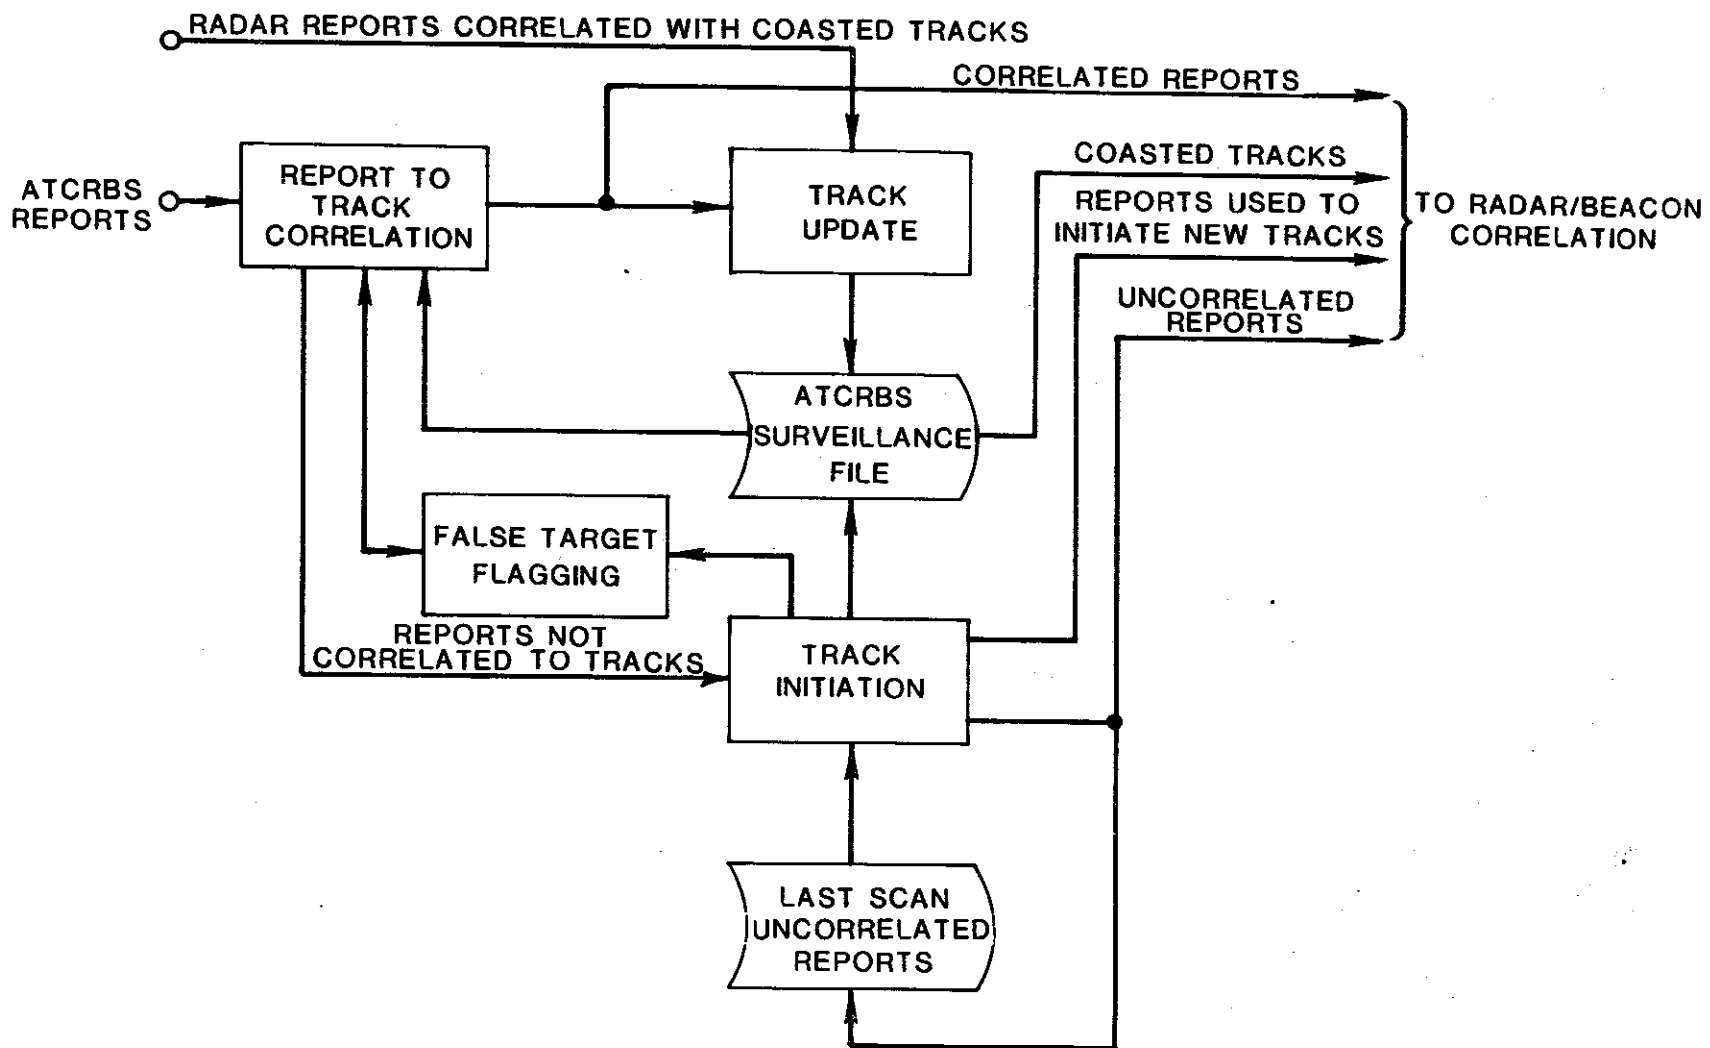 RADAR REPORTS CORRELATED WITH COASTED TRACKS
CORRELATED REPORTS
ATCRBS
REPORTS
REPORT TO
TRACK
CORRELATION
TRACK
UPDATE
COASTED TRACKS
REPORTS USED TO
INITIATE NEW TRACKS
UNCORRELATED
REPORTS
TO RADAR/BEACON
CORRELATION
ATCRBS
SURVEILLANCE
FILE
FALSE TARGET
FLAGGING
REPORTS NOT
CORRELATED TO TRACKS
TRACK
INITIATION
LAST SCAN
UNCORRELATED
REPORTS